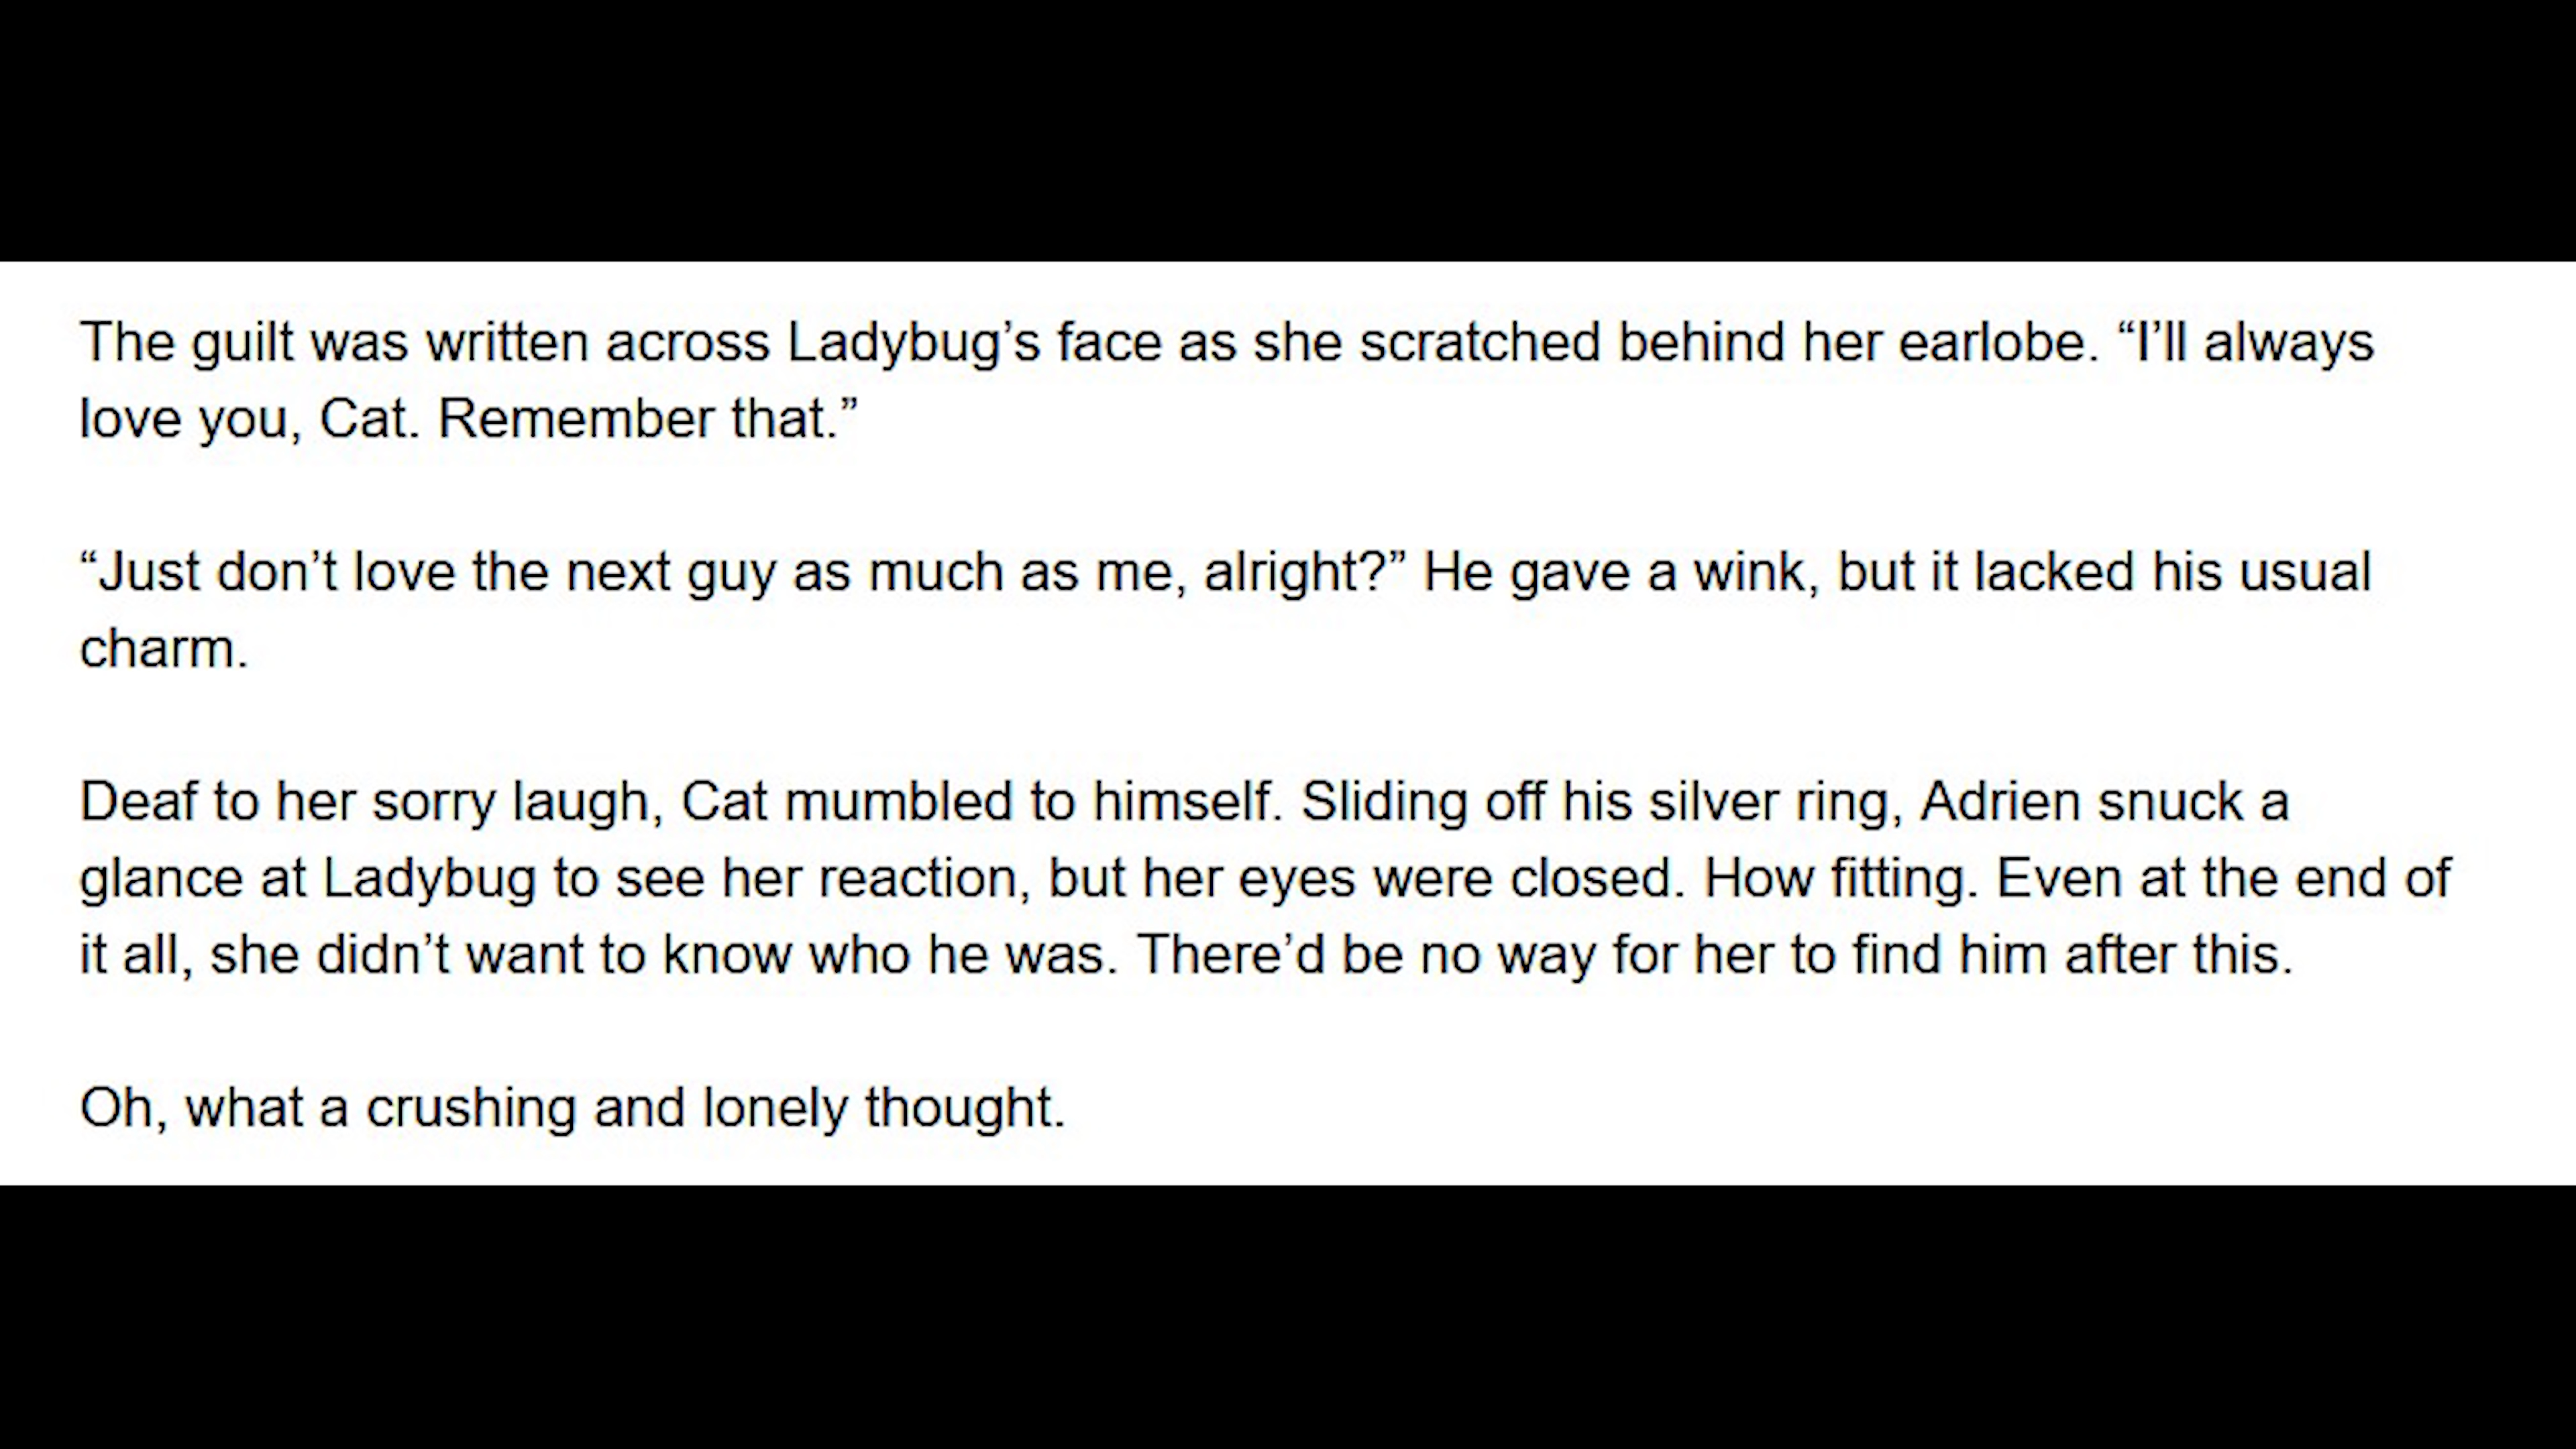 The guilt was written across Ladybug’s face as she scratched behind her earlobe. “I’ll always
love you, Cat. Remember that.”
“Just don’t love the next guy as much as me, alright?” He gave a wink, but it lacked his usual
charm.
Deaf to her sorry laugh, Cat mumbled to himself. Sliding off his silver ring, Adrien snuck a
glance at Ladybug to see her reaction, but her eyes were closed. How fitting. Even at the end of
it all, she didn’t want to know who he was. There’d be no way for her to find him after this.
Oh, what a crushing and lonely thought.